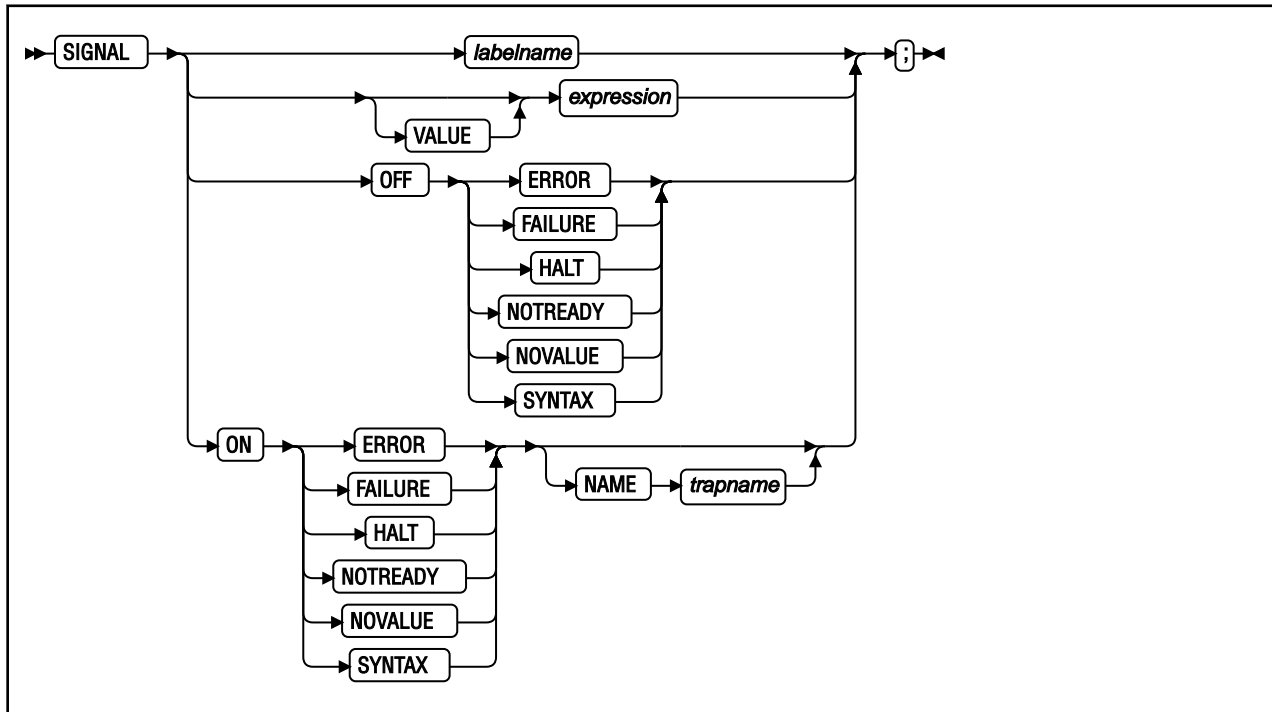 SIGNAL labelname ;
expression
VALUE
OFF ERROR
FAILURE
HALT
NOTREADY
NOVALUE
SYNTAX
ON ERROR
FAILURE NAME trapname
HALT
NOTREADY
NOVALUE
SYNTAX